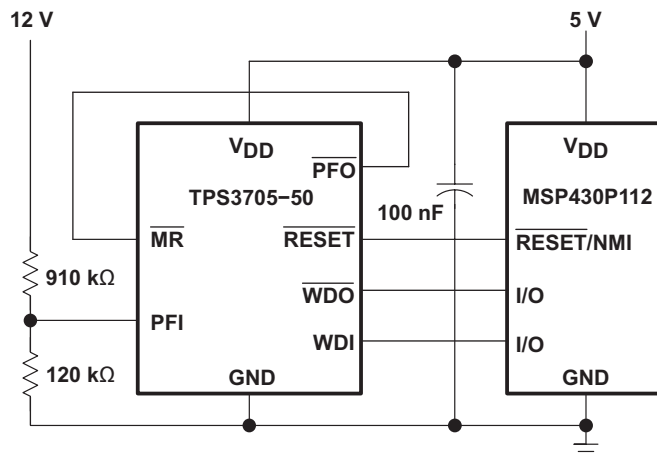 12 V
5 V
VDD
PFO
TPS3705−50
MR
RESET
WDO
PFI
WDI
GND
910 kΩ
120 kΩ
100 nF
VDD
MSP430P112
RESET/NMI
I/O
I/O
GND